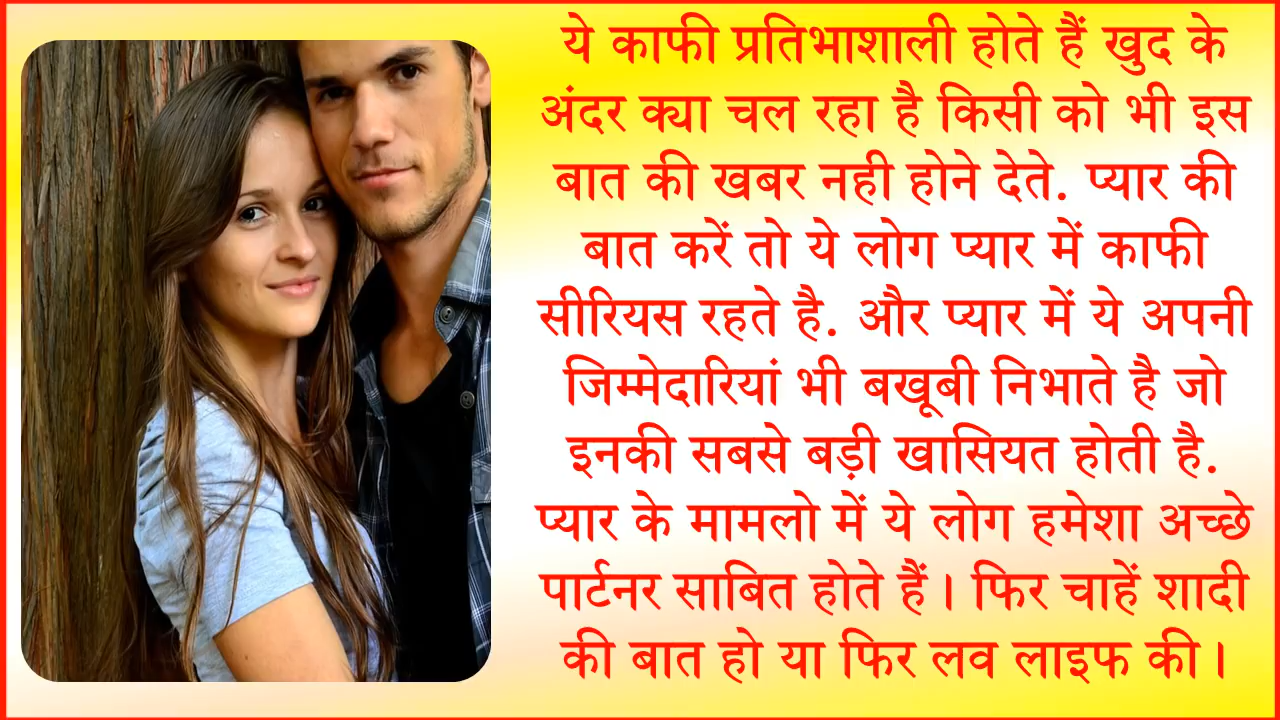 ये काफी प्रतिभाशाली होते हैं खुद के
अंदर क्या चल रहा है किसी को भी इस
बात की खबर नही होने देते. प्यार की
बात करें तो ये लोग प्यार में काफी
सीरियस रहते है. और प्यार में ये अपनी
जिम्मेदारियां भी बखूबी निभाते है जो
इनकी सबसे बड़ी खासियत होती है.
प्यार के मामलो में ये लोग हमेशा अच्छे
पार्टनर साबित होते हैं। फिर चाहें शादी
की बात हो या फिर लव लाइफ की।